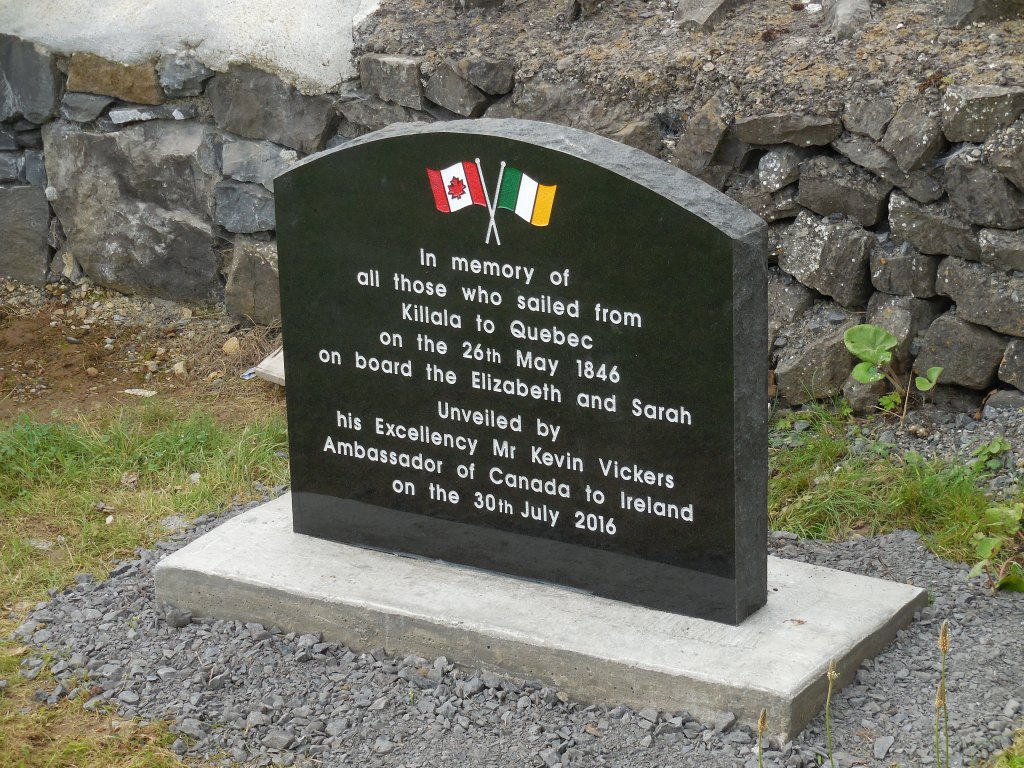 In memory of
all those who sailed from
Killala to Quebec
on the 26th May 1846
on board the Elizabeth and Sarah
Unveiled by
his Excellency Mr Kevin Vickers
Ambassador of Canada to Ireland
on the 30th July 2016